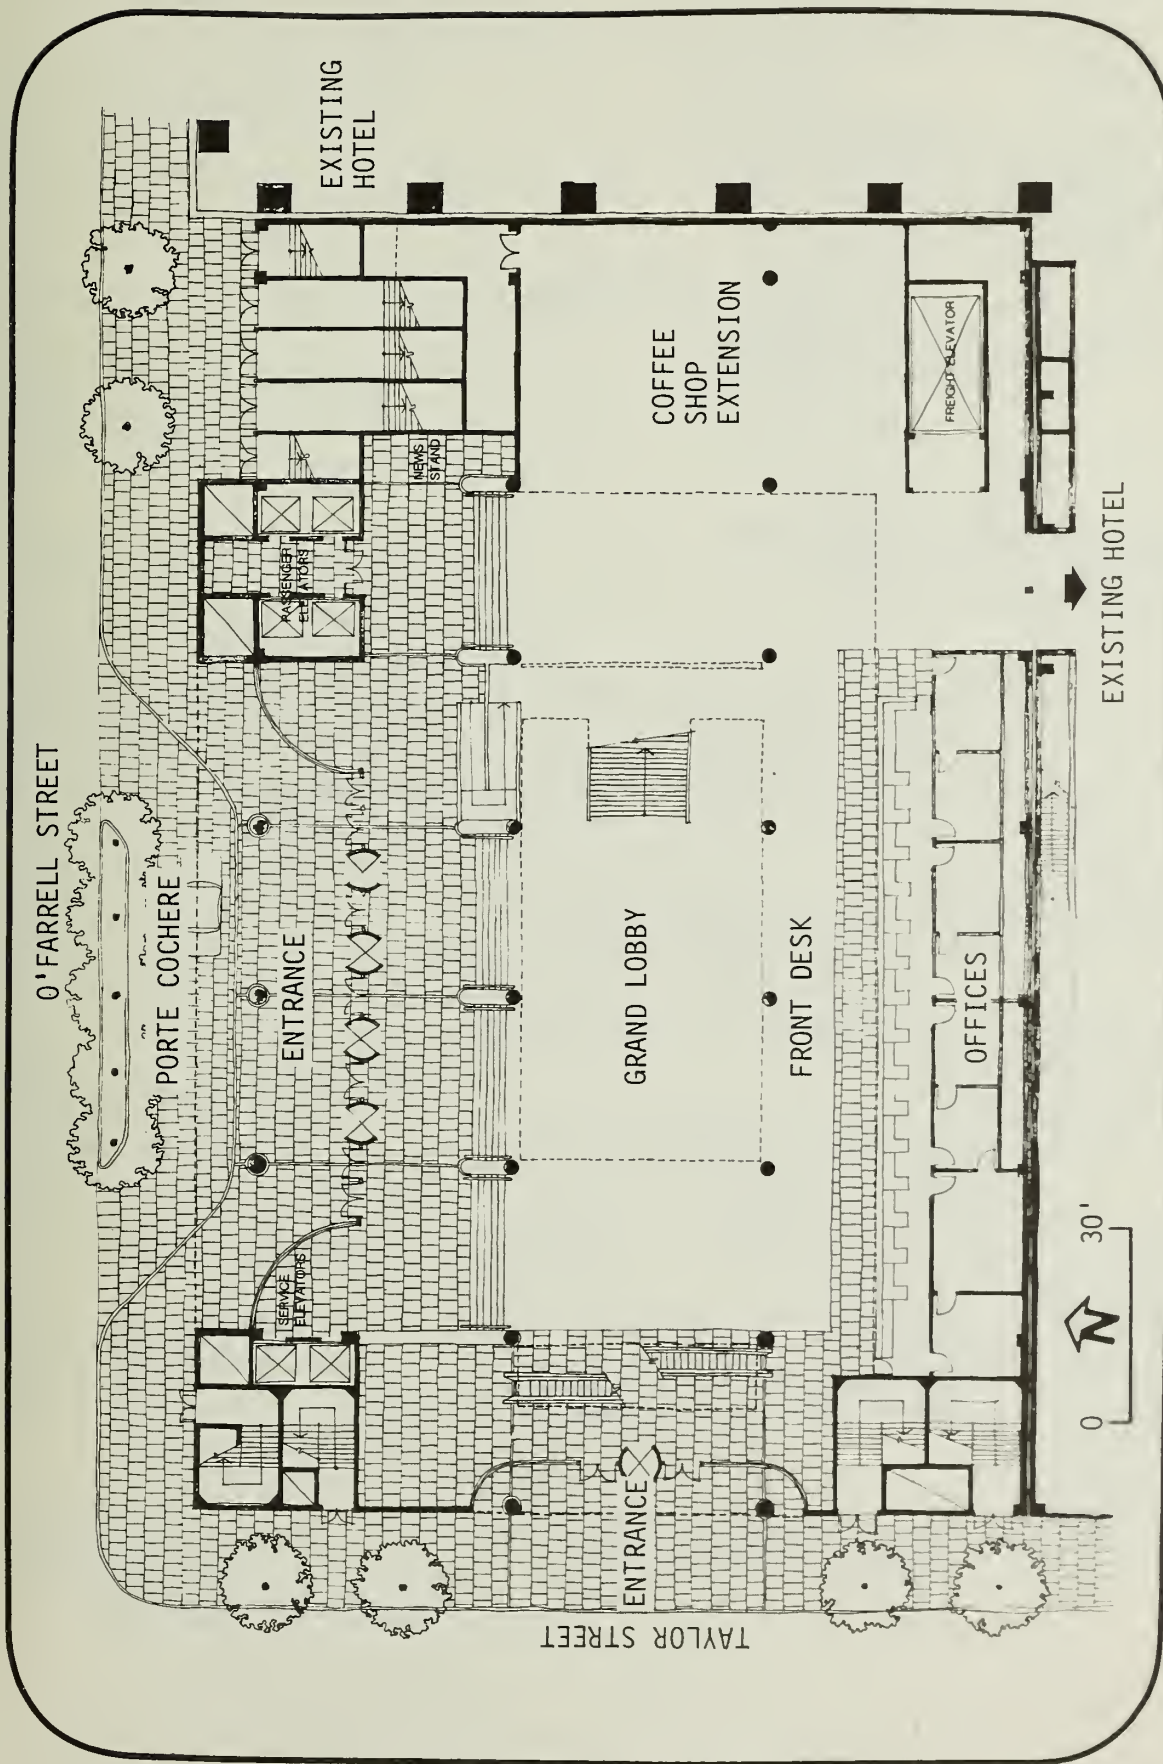 O'FARRELL STREET
EXISTING
HOTEL
PORTE COCHERE
ENTRANCE
PASSENGER
ELEVATORS
NEWS
STAND
SERVICE
ELEVATORS
COFFEE
SHOP
EXTENSION
FREIGHT ELEVATOR
GRAND LOBBY
FRONT DESK
OFFICES
EXISTING HOTEL
ENTRANCE
TAYLOR STREET
N
0 30'